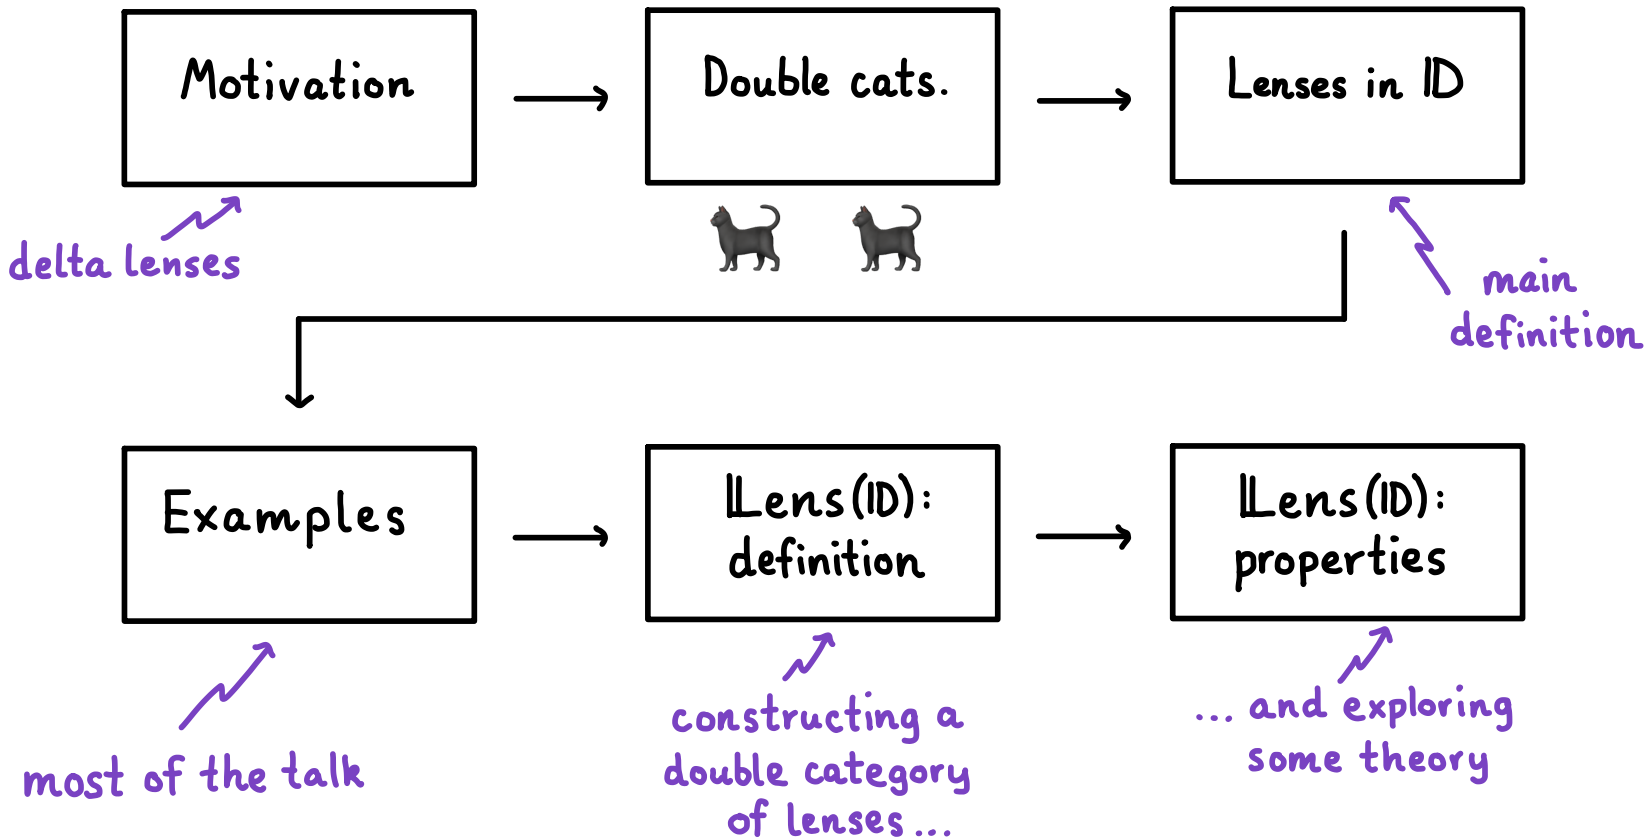 Motivation
Double cats.
Lenses in 𝔻
delta lenses
main
definition
Examples
𝕃ens(𝔻):
definition
𝕃ens(𝔻):
properties
most of the talk
constructing a
double category
of lenses...
... and exploring
some theory